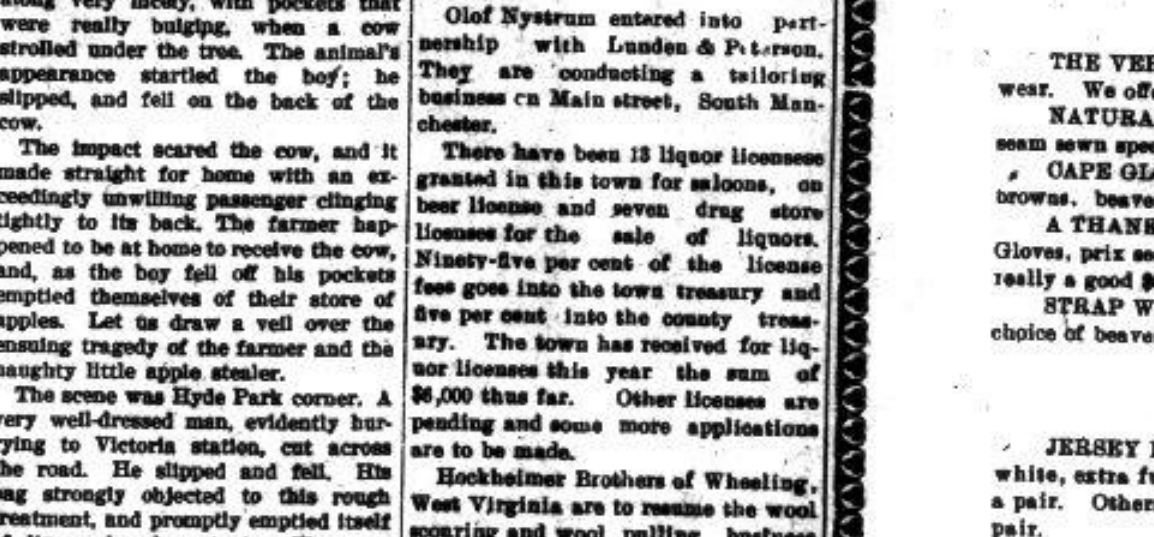 along very nicely, with pockets that
were really bulging, when a cow
strolled under the tree. The animal's
appearance startled the boy; he
slipped, and fell on the back of the
cow.
The impact scared the cow, and it
made straight for home with an ex-
ceedingly unwilling passenger clinging
tightly to its back. The farmer hap-
pened to be at home to receive the cow,
and, as the boy fell off his pockets
emptied themselves of their store of
apples. Let us draw a veil over the
ensuing tragedy of the farmer and the
naughty little apple stealer.
The scene was Hyde Park corner. A
very well-dressed man, evidently hur-
rying to Victoria station, cut across
the road. He slipped and fell. His
bag strongly objected to this rough
treatment, and promptly emptied itself
Olof Nystrum entered into part-
nership with Lunden & Peterson.
They are conducting a tailoring
business on Main street, South Man-
chester.
There have been 13 liquor licensese
granted in this town for saloons, on
beer license and seven drug store
licenses for the sale of liquors.
Ninety-five per cent of the license
fees goes into the town treasury and
five per cent into the county treas-
ury. The town has received for liq-
uor licenses this year the sum of
$6,000 thus far. Other licenses are
pending and some more applications
are to be made.
Hockheimer Brothers of Wheeling,
West Virginia are to resume the wool
scouring and wool pulling business
THE VER
wear. We offe
NATURA
seam sewn spec
CAPE GLA
browns, beave
A THANK
Gloves, prix se
really a good $
STRAP W
choice of beave
JERSEY
white, extra fu
a pair. Other
pair.